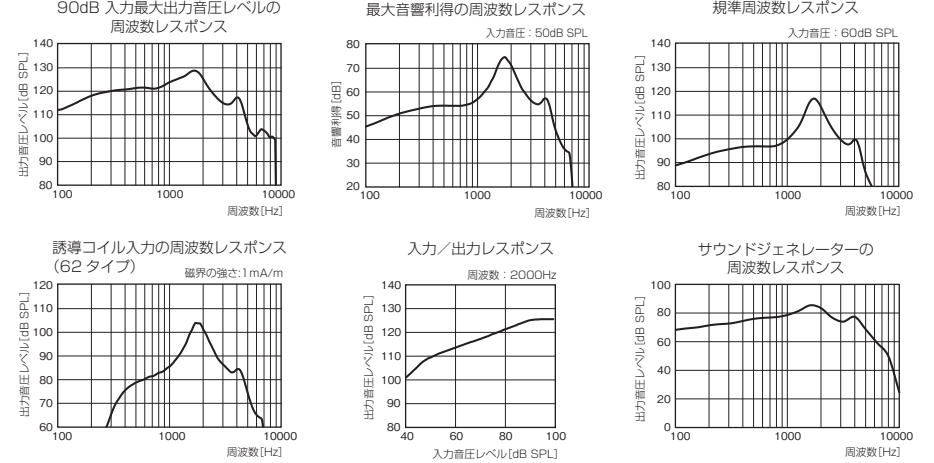 90dB 入力最大出力音圧レベルの
周波数レスポンス
出力音圧レベル[dB SPL]
140
130
120
110
100
90
80
100
1000
10000
周波数[Hz]
最大音響利得の周波数レスポンス
入力音圧：50dB SPL
音響利得[dB]
80
70
60
50
40
30
20
100
1000
10000
周波数[Hz]
規準周波数レスポンス
入力音圧：60dB SPL
出力音圧レベル[dB SPL]
140
130
120
110
100
90
80
100
1000
10000
周波数[Hz]
誘導コイル入力の周波数レスポンス
（62 タイプ）
磁界の強さ:1mA/m
出力音圧レベル[dB SPL]
120
110
100
90
80
70
60
100
1000
10000
周波数[Hz]
入力／出力レスポンス
周波数：2000Hz
出力音圧レベル[dB SPL]
140
130
120
110
100
90
80
40
60
80
100
入力音圧レベル[dB SPL]
サウンドジェネレーターの
周波数レスポンス
出力音圧レベル[dB SPL]
100
80
60
40
20
0
100
1000
10000
周波数[Hz]